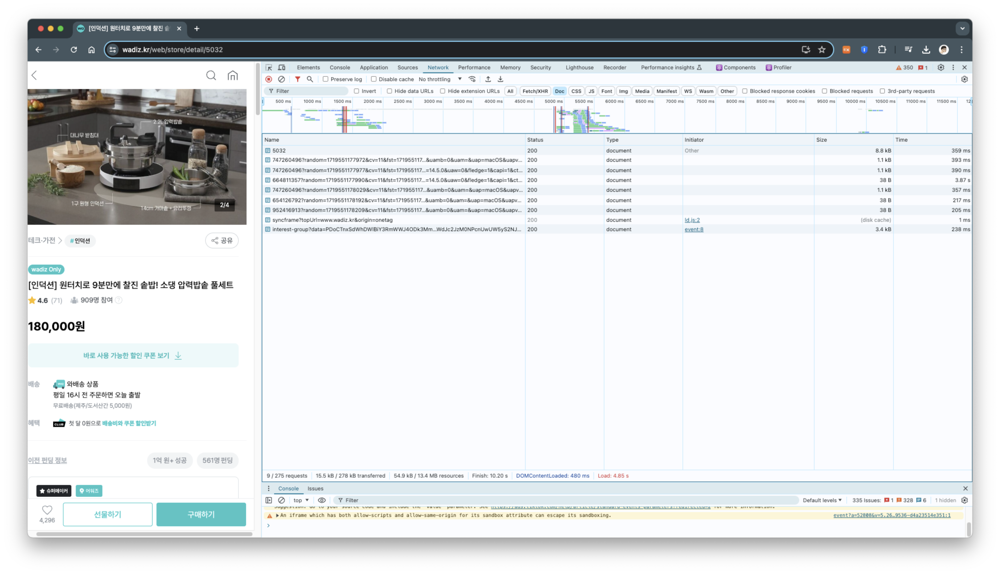 [인덕션] 원터치로 9분만에 찰진 솥
wadiz.kr/web/store/detail/5032
2.2L 압력밥솥
대나무 받침대
1구 원형 인덕션
14cm 가마솥 + 유리뚜껑
2/4
테크·가전
#인덕션
공유
wadiz Only
[인덕션] 원터치로 9분만에 찰진 솥밥! 소댕 압력밥솥 풀세트
4.6 (71) 909명 참여
180,000원
바로 사용 가능한 할인 쿠폰 보기
배송 와배송 상품
평일 16시 전 주문하면 오늘 출발
무료배송(제주/도서산간 5,000원)
혜택 CLUB 첫 달 0원으로 배송비와 쿠폰 할인받기
이전 펀딩 정보 1억 원+ 성공 561명 펀딩
슈퍼메이커 어워즈
4,296
선물하기
구매하기
Elements Console Application Sources Network Performance Memory Security Lighthouse Recorder Performance insights Components Profiler 350 1
Preserve log Disable cache No throttling
Filter Invert Hide data URLs Hide extension URLs All Fetch/XHR Doc CSS JS Font Img Media Manifest WS Wasm Other Blocked response cookies Blocked requests 3rd-party requests
500 ms 1000 ms 1500 ms 2000 ms 2500 ms 3000 ms 3500 ms 4000 ms 4500 ms 5000 ms 5500 ms 6000 ms 6500 ms 7000 ms 7500 ms 8000 ms 8500 ms 9000 ms 9500 ms 10000 ms 10500 ms 11000 ms 11500 ms 12
Name Status Type Initiator Size Time
5032 200 document Other 8.8 kB 359 ms
747260496?random=1719551177972&cv=11&fst=171955117...&uamb=0&uam=&uap=macOS&uapv... 200 document 1.1 kB 393 ms
747260496?random=1719551177977&cv=11&fst=171955117...=14.5.0&uaw=0&fledge=1&capi=1&ct... 200 document 1.1 kB 390 ms
664811357?random=1719551177990&cv=11&fst=171955117...=14.5.0&uaw=0&fledge=1&capi=1&ct... 200 document 38 B 3.87 s
747260496?random=1719551178029&cv=11&fst=171955117...&uamb=0&uam=&uap=macOS&uapv... 200 document 1.1 kB 357 ms
654126792?random=1719551178192&cv=11&fst=171955117...&uamb=0&uam=&uap=macOS&uapv... 200 document 38 B 217 ms
952416913?random=1719551178209&cv=11&fst=171955117...&uamb=0&uam=&uap=macOS&uapv... 200 document 38 B 205 ms
syncframe?topUrl=www.wadiz.kr&origin=onetag 200 document ld.js:2 (disk cache) 1 ms
interest-group?data=PDoCTnxSdWhDWlBiY3RmWWJ4ODk3Mm...WdJc2JzM0NPcnUwUW5yS2NJ... 200 document event:8 3.4 kB 238 ms
9 / 275 requests 15.5 kB / 278 kB transferred 54.9 kB / 13.4 MB resources Finish: 10.20 s DOMContentLoaded: 480 ms Load: 4.85 s
Console Issues
top Filter Default levels 335 Issues: 1 328 6 1 hidden
Suggestion: Go to your source code and include the 'value' parameter. See https://ads.tiktok.com/help/article/standard-events-parameters?redirected=2 for more information.
An iframe which has both allow-scripts and allow-same-origin for its sandbox attribute can escape its sandboxing. event?a=52808&v=5.26…9536-d4a23514e351:1